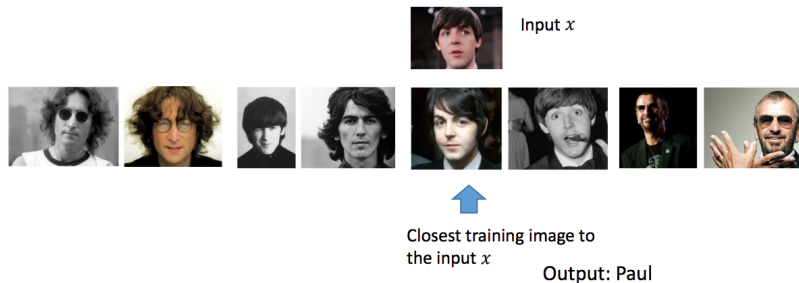 Input x
Closest training image to
the input x
Output: Paul